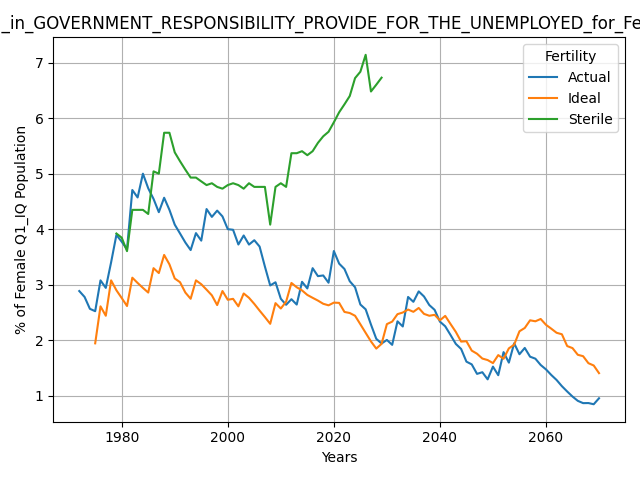 _in_GOVERNMENT_RESPONSIBILITY_PROVIDE_FOR_THE_UNEMPLOYED_for_Fe
Fertility
Actual
Ideal
Sterile
% of Female Q1_IQ Population
7
6
5
4
3
2
1
1980 2000 2020 2040 2060
Years